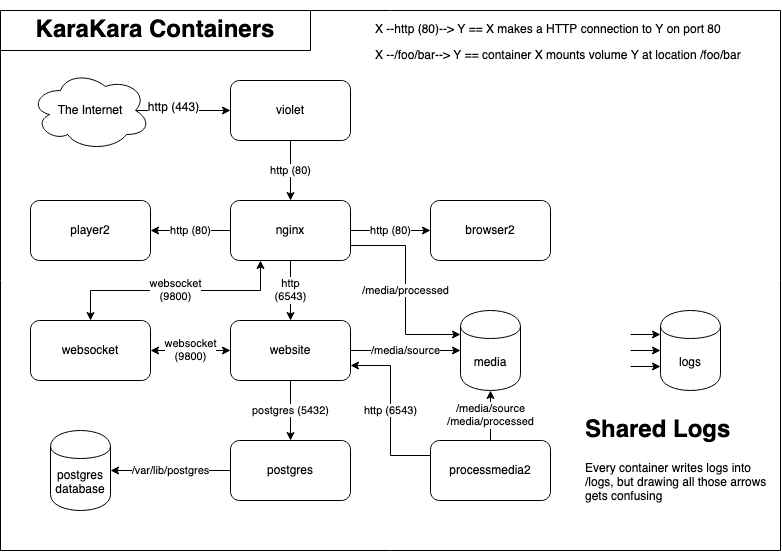 KaraKara Containers
X --http (80)--> Y == X makes a HTTP connection to Y on port 80
X --/foo/bar--> Y == container X mounts volume Y at location /foo/bar
The Internet
http (443)
violet
http (80)
player2
http (80)
nginx
http (80)
browser2
websocket
(9800)
http
(6543)
/media/processed
websocket
websocket
(9800)
website
/media/source
media
logs
postgres (5432)
http (6543)
/media/source
/media/processed
Shared Logs
postgres
database
/var/lib/postgres
postgres
processmedia2
Every container writes logs into
/logs, but drawing all those arrows
gets confusing